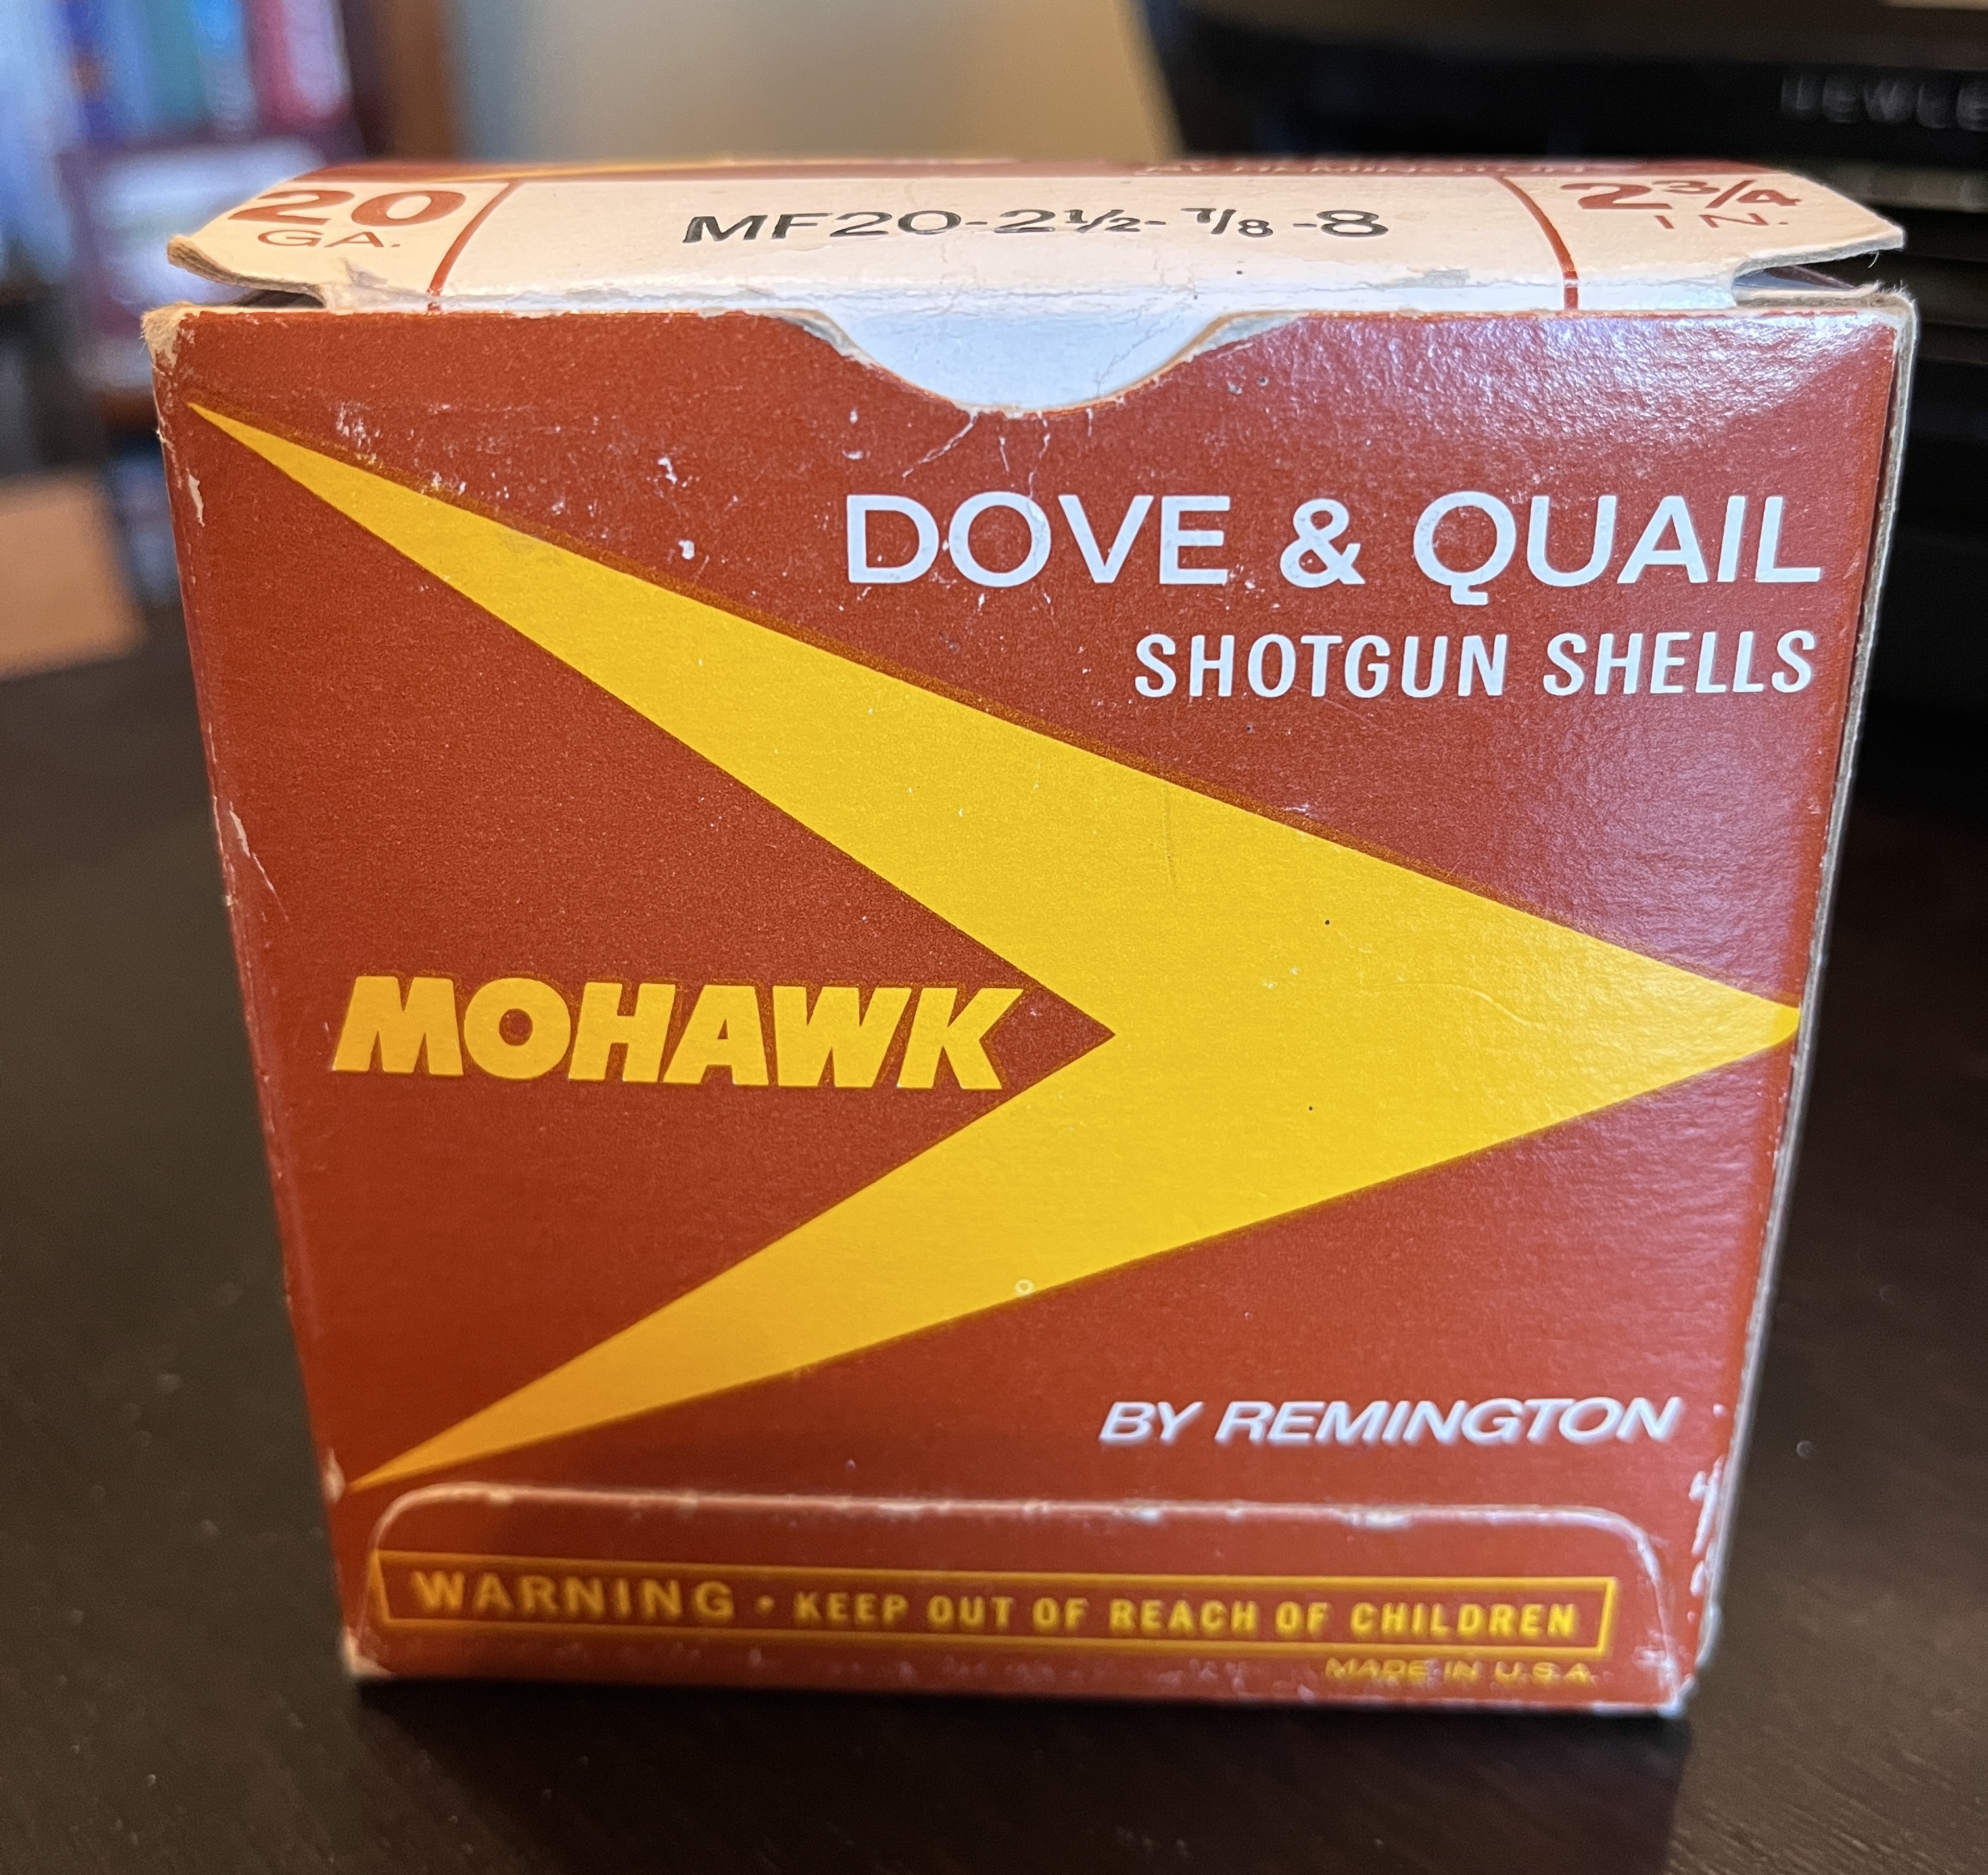 20
GA.
MF20-2½-⅞-8
2¾
IN.
DOVE & QUAIL
SHOTGUN SHELLS
MOHAWK
BY REMINGTON
WARNING • KEEP OUT OF REACH OF CHILDREN
MADE IN U.S.A.